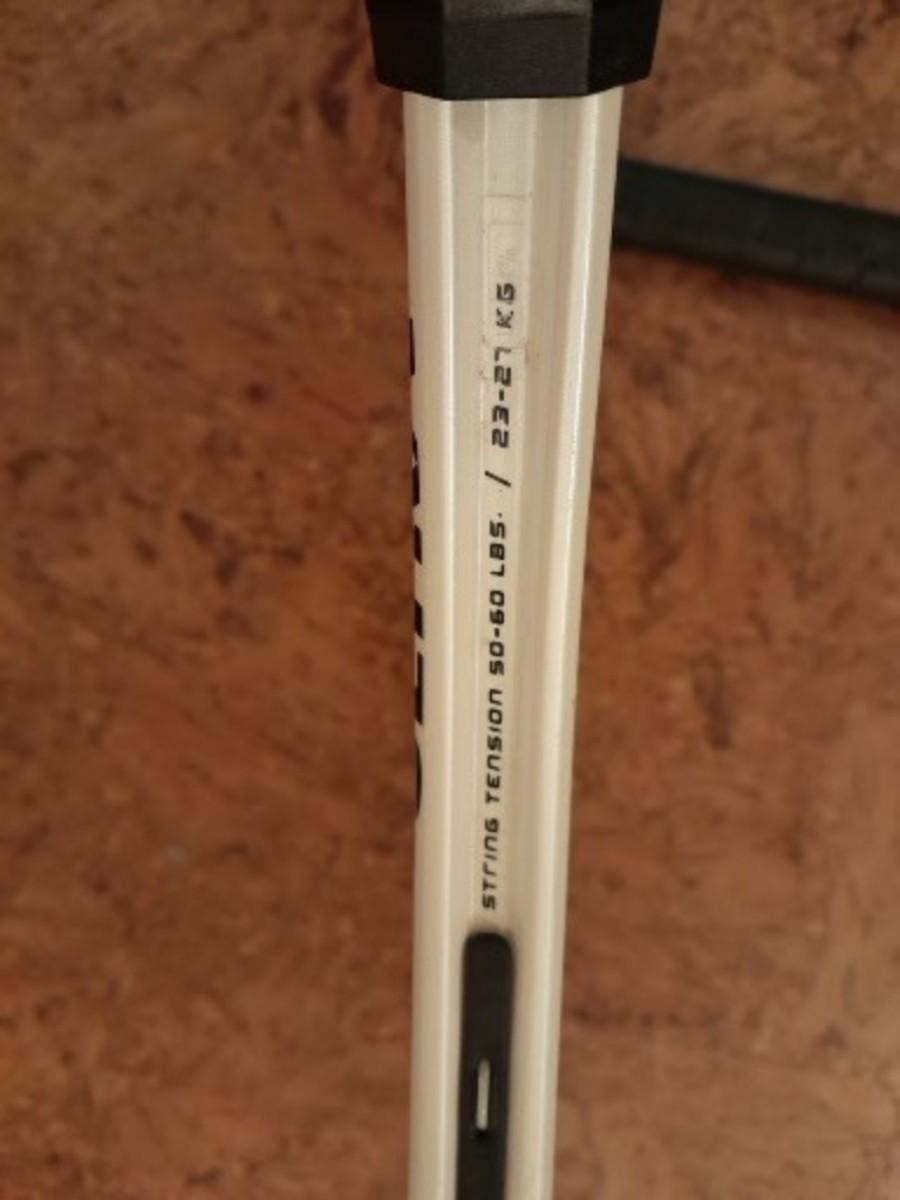 STRING TENSION 50-60 LBS. / 23-27 KG